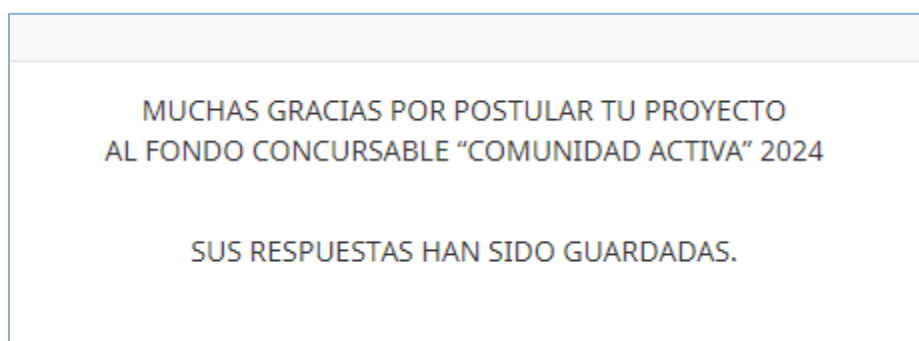 MUCHAS GRACIAS POR POSTULAR TU PROYECTO
AL FONDO CONCURSABLE “COMUNIDAD ACTIVA” 2024
SUS RESPUESTAS HAN SIDO GUARDADAS.